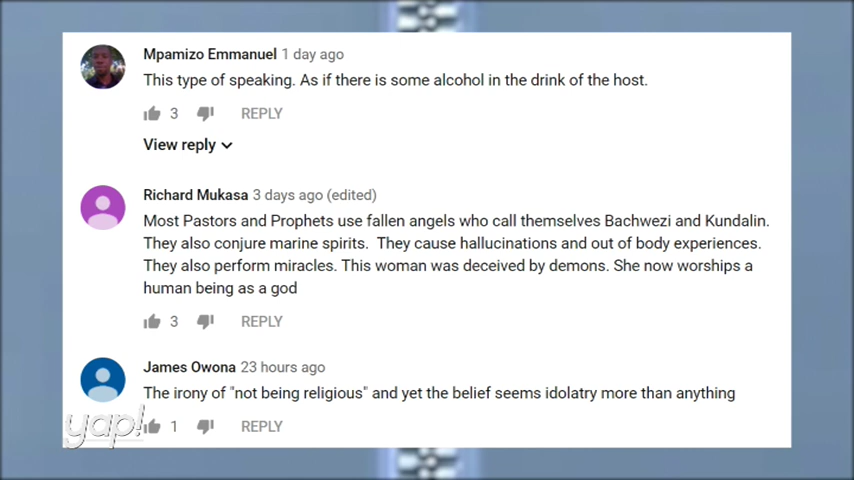 Mpamizo Emmanuel 1 day ago
This type of speaking. As if there is some alcohol in the drink of the host.
3 REPLY
View reply
Richard Mukasa 3 days ago (edited)
Most Pastors and Prophets use fallen angels who call themselves Bachwezi and Kundalin.
They also conjure marine spirits. They cause hallucinations and out of body experiences.
They also perform miracles. This woman was deceived by demons. She now worships a
human being as a god
3 REPLY
James Owona 23 hours ago
The irony of "not being religious" and yet the belief seems idolatry more than anything
yap!
1 REPLY